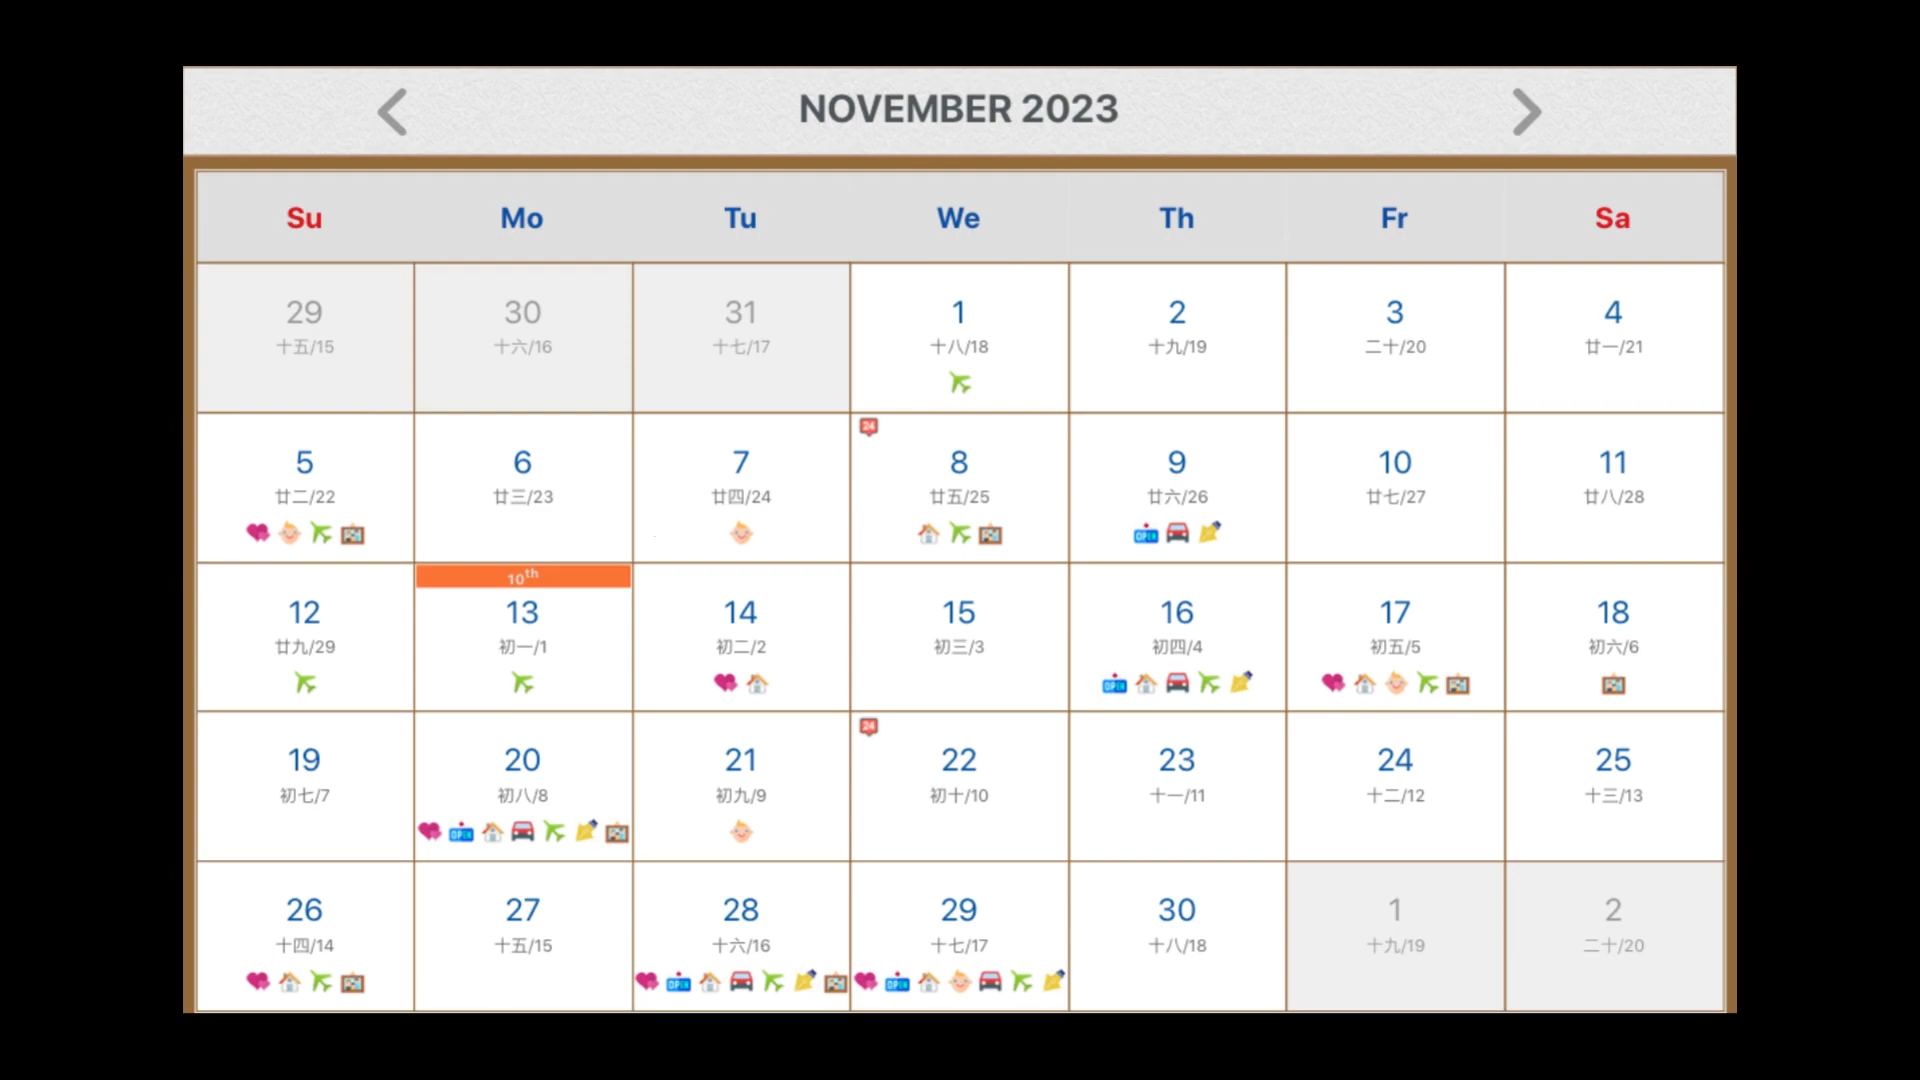 NOVEMBER 2023
Su Mo Tu We Th Fr Sa
29 30 31 1 2 3 4
十五/15 十六/16 十七/17 十八/18 十九/19 二十/20 廿一/21
24
5 6 7 8 9 10 11
廿二/22 廿三/23 廿四/24 廿五/25 廿六/26 廿七/27 廿八/28
OPEN
10th
12 13 14 15 16 17 18
廿九/29 初一/1 初二/2 初三/3 初四/4 初五/5 初六/6
OPEN
24
19 20 21 22 23 24 25
初七/7 初八/8 初九/9 初十/10 十一/11 十二/12 十三/13
OPEN
26 27 28 29 30 1 2
十四/14 十五/15 十六/16 十七/17 十八/18 十九/19 二十/20
OPEN OPEN